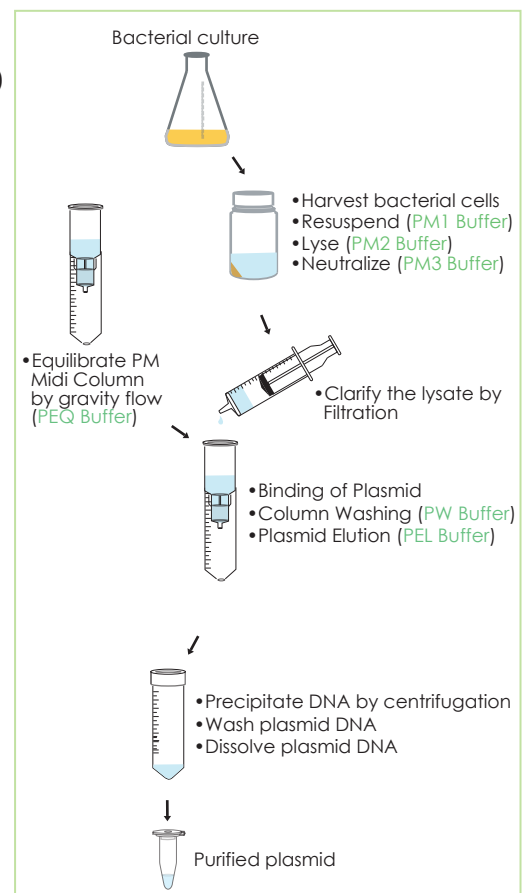 Bacterial culture
•Harvest bacterial cells
•Resuspend (PM1 Buffer)
•Lyse (PM2 Buffer)
•Neutralize (PM3 Buffer)
•Equilibrate PM
Midi Column
by gravity flow
(PEQ Buffer)
•Clarify the lysate by
Filtration
•Binding of Plasmid
•Column Washing (PW Buffer)
•Plasmid Elution (PEL Buffer)
•Precipitate DNA by centrifugation
•Wash plasmid DNA
•Dissolve plasmid DNA
Purified plasmid